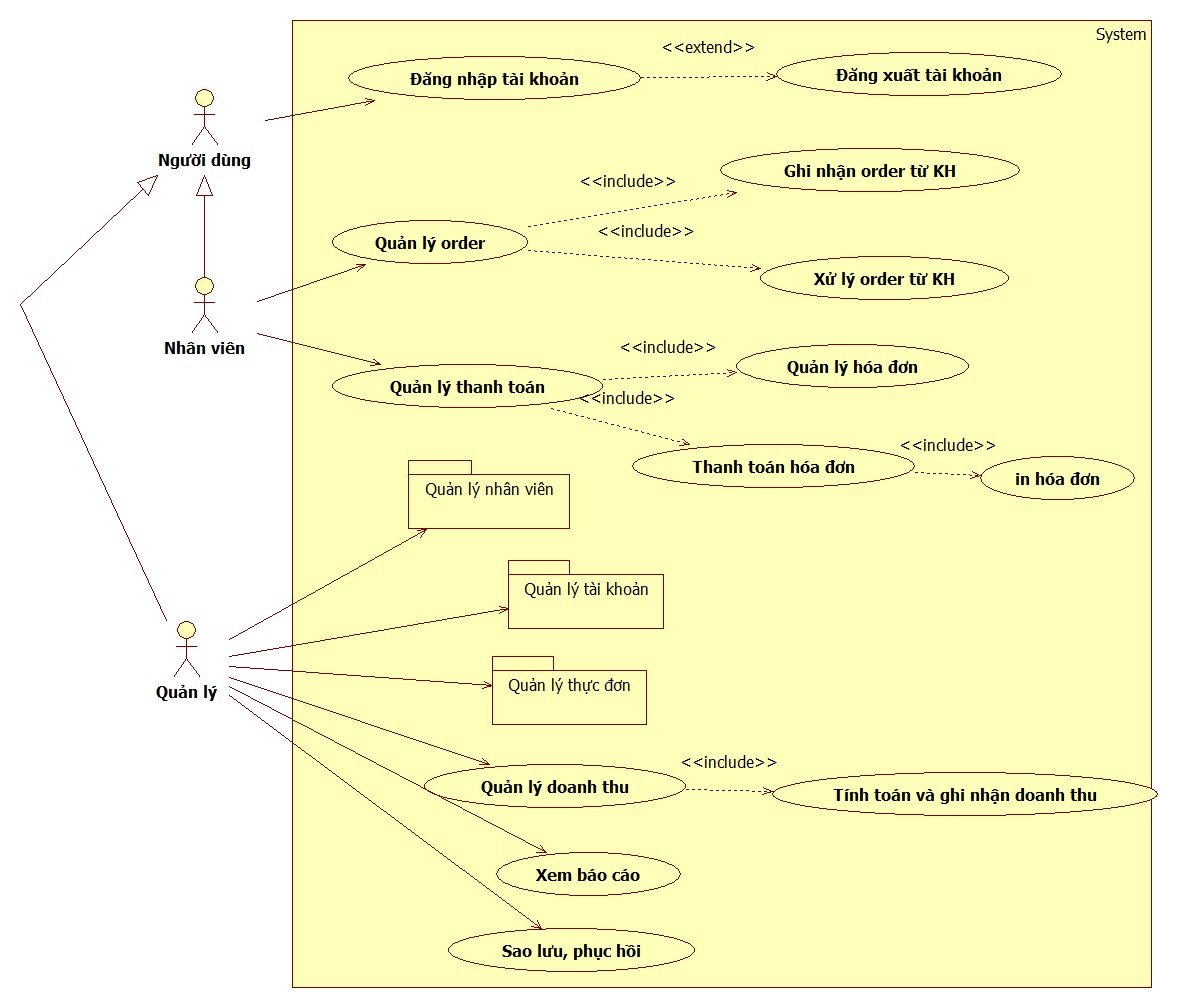 System
<<extend>>
Đăng nhập tài khoản
Đăng xuất tài khoản
Người dùng
<<include>>
Ghi nhận order từ KH
<<include>>
Quản lý order
Xử lý order từ KH
Nhân viên
<<include>>
Quản lý hóa đơn
Quản lý thanh toán
<<include>>
<<include>>
Thanh toán hóa đơn
in hóa đơn
Quản lý nhân viên
Quản lý tài khoản
Quản lý thực đơn
Quản lý
<<include>>
Quản lý doanh thu
Tính toán và ghi nhận doanh thu
Xem báo cáo
Sao lưu, phục hồi